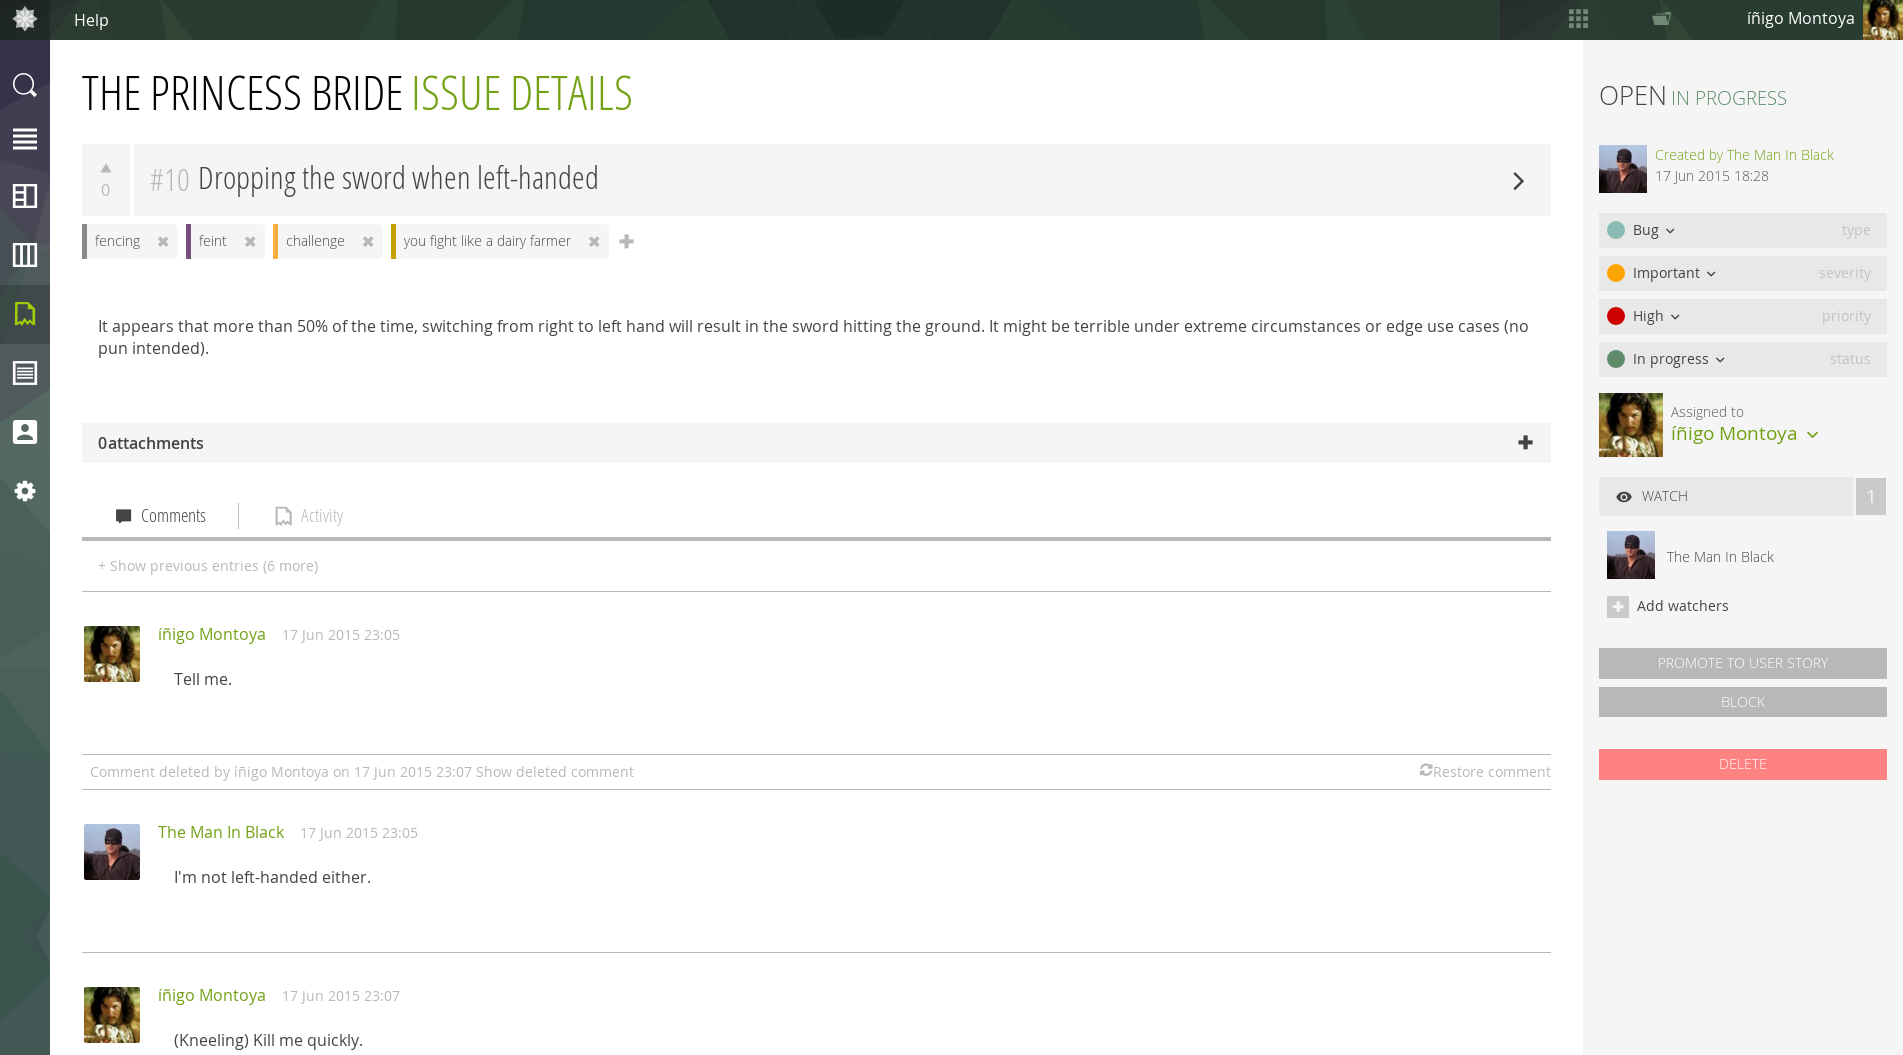 Help
íñigo Montoya
THE PRINCESS BRIDE ISSUE DETAILS
0
#10 Dropping the sword when left-handed
fencing
feint
challenge
you fight like a dairy farmer
It appears that more than 50% of the time, switching from right to left hand will result in the sword hitting the ground. It might be terrible under extreme circumstances or edge use cases (no
pun intended).
0 attachments
Comments
Activity
+ Show previous entries (6 more)
íñigo Montoya 17 Jun 2015 23:05
Tell me.
Comment deleted by íñigo Montoya on 17 Jun 2015 23:07 Show deleted comment
Restore comment
The Man In Black 17 Jun 2015 23:05
I'm not left-handed either.
íñigo Montoya 17 Jun 2015 23:07
(Kneeling) Kill me quickly.
OPEN IN PROGRESS
Created by The Man In Black
17 Jun 2015 18:28
Bug type
Important severity
High priority
In progress status
Assigned to
íñigo Montoya
WATCH 1
The Man In Black
Add watchers
PROMOTE TO USER STORY
BLOCK
DELETE